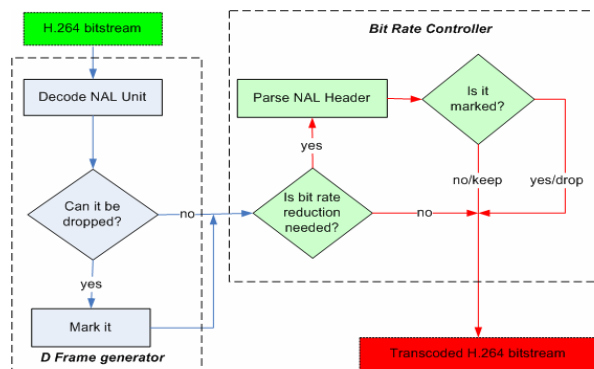 H.264 bitstream
Bit Rate Controller
Decode NAL Unit
Parse NAL Header
Is it
marked?
yes
no/keep
yes/drop
Can it be
dropped?
no
Is bit rate
reduction
needed?
no
yes
Mark it
D Frame generator
Transcoded H.264 bitstream